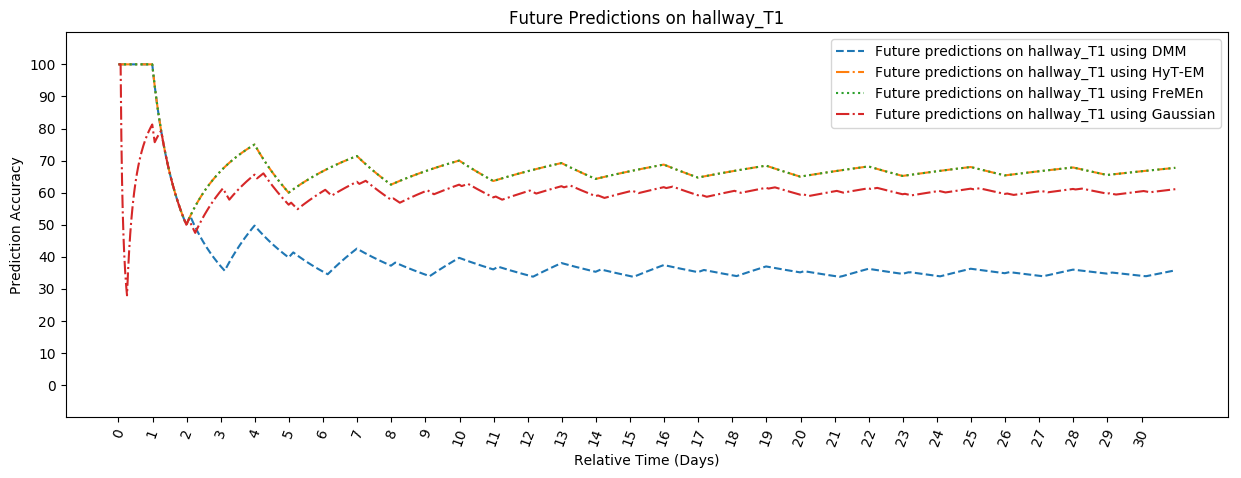 Future Predictions on hallway_T1
Future predictions on hallway_T1 using DMM
Future predictions on hallway_T1 using HyT-EM
Future predictions on hallway_T1 using FreMEn
Future predictions on hallway_T1 using Gaussian
Prediction Accuracy
100
90
80
70
60
50
40
30
20
10
0
0 1 2 3 4 5 6 7 8 9 10 11 12 13 14 15 16 17 18 19 20 21 22 23 24 25 26 27 28 29 30
Relative Time (Days)